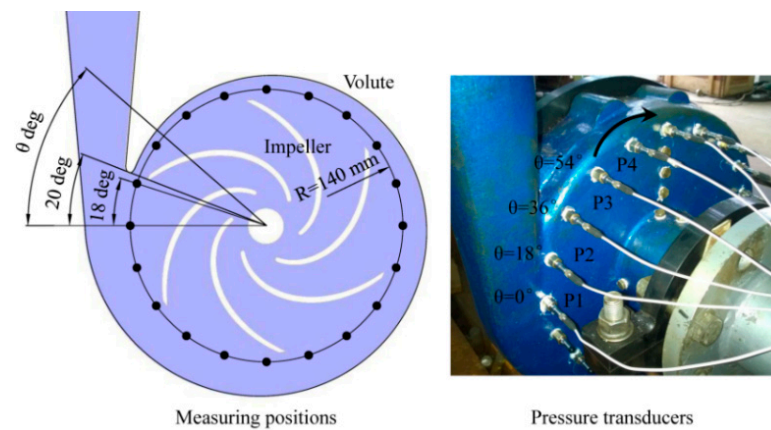 Volute
Impeller
R=140 mm
θ deg
20 deg
18 deg
Measuring positions
θ=54°
P4
θ=36°
P3
θ=18°
P2
θ=0°
P1
Pressure transducers